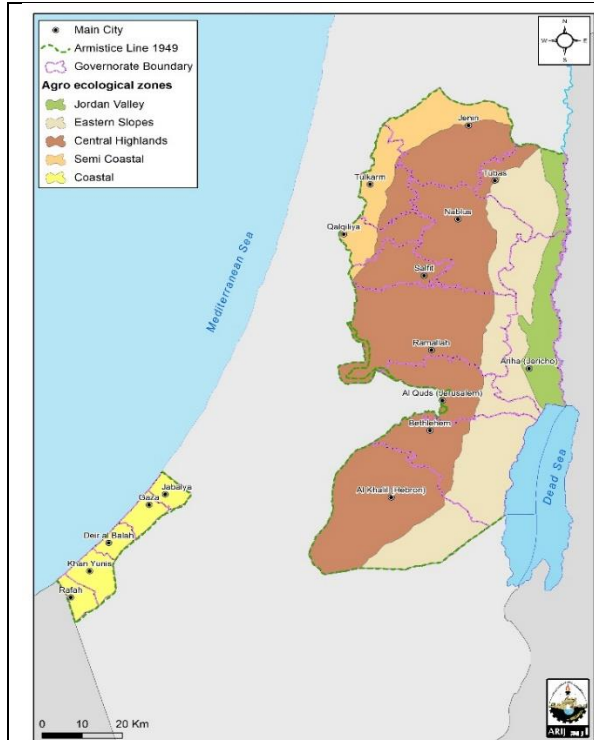 Main City
Armistice Line 1949
Governorate Boundary
Agro ecological zones
Jordan Valley
Eastern Slopes
Central Highlands
Semi Coastal
Coastal
N
W
E
S
Mediterranean Sea
Jenin
Tubas
Tulkarm
Nablus
Qalqiliya
Salfit
Ramallah
Ariha (Jericho)
Al Quds (Jerusalem)
Bethlehem
Al Khalil (Hebron)
Dead Sea
Jabalya
Gaza
Deir al Balah
Khan Yunis
Rafah
0 10 20 Km
ARIJ أريج